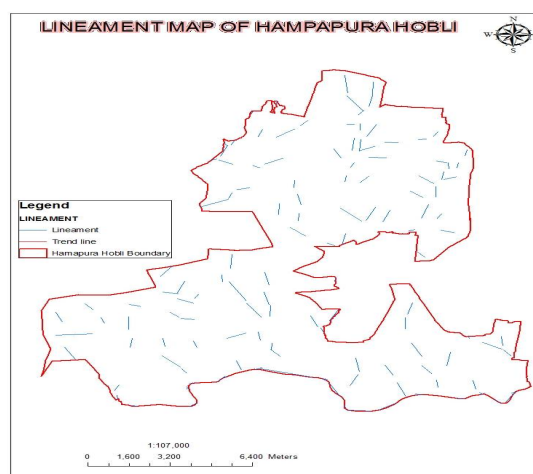 LINEAMENT MAP OF HAMPAPURA HOBLI
N
W E
S
Legend
LINEAMENT
Lineament
Trend line
Hamapura Hobli Boundary
1:107,000
0 1,600 3,200 6,400 Meters